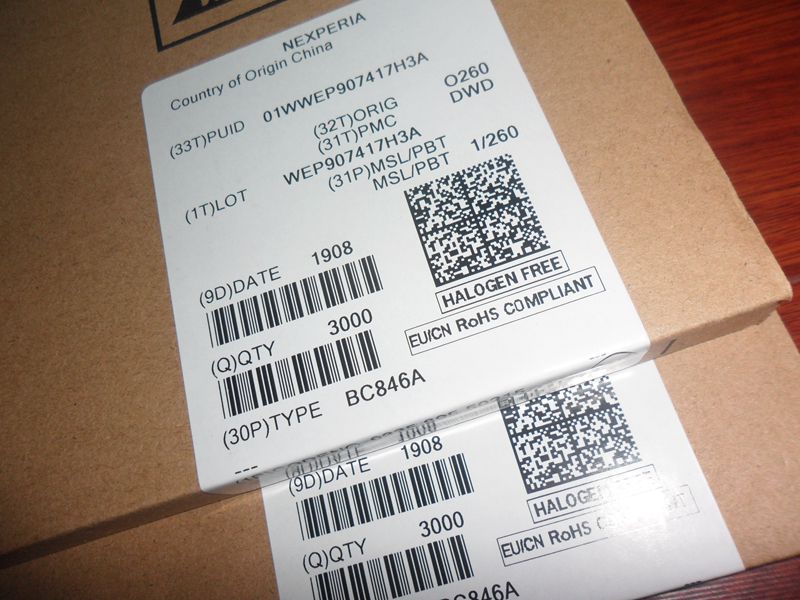 NEXPERIA
Country of Origin China
(33T)PUID 01WWEP907417H3A
(32T)ORIG O260
(31T)PMC DWD
(1T)LOT WEP907417H3A
(31P)MSL/PBT 1/260
MSL/PBT
(9D)DATE 1908
HALOGEN FREE
EU/CN RoHS COMPLIANT
(Q)QTY 3000
(30P)TYPE BC846A
(9D)DATE 1908
HALOGEN FREE
EU/CN RoHS COMPLIANT
(Q)QTY 3000
BC846A